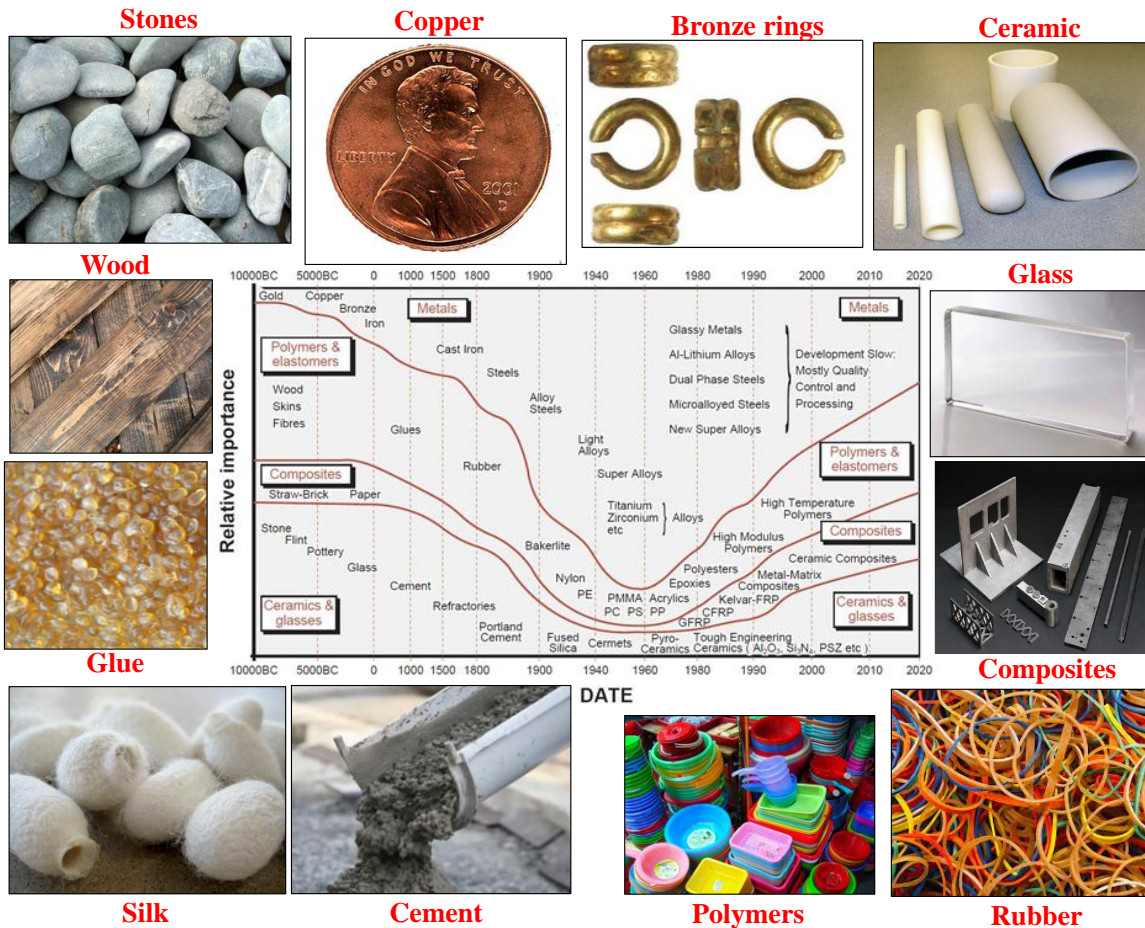 Stones
Copper
Bronze rings
Ceramic
IN GOD WE TRUST
LIBERTY
2001
D
Wood
Glass
10000BC 5000BC 0 1000 1500 1800 1900 1940 1960 1980 1990 2000 2010 2020
Gold Copper
Bronze
Iron
Metals
Metals
Polymers &
elastomers
Cast Iron
Steels
Alloy
Steels
Glassy Metals
Al-Lithium Alloys
Dual Phase Steels
Microalloyed Steels
New Super Alloys
Development Slow:
Mostly Quality
Control and
Processing
Wood
Skins
Fibres
Glues
Rubber
Light
Alloys
Super Alloys
Titanium
Zirconium
etc
Alloys
Polymers &
elastomers
Composites
Straw-Brick Paper
High Temperature
Polymers
High Modulus
Polymers
Composites
Stone
Flint
Pottery
Glass
Cement
Refractories
Portland
Cement
Bakerlite
Nylon
PE
PMMA Acrylics
PC PS PP
Polyesters
Epoxies
Kelvar-FRP
CFRP
GFRP
Ceramic Composites
Metal-Matrix
Composites
Ceramics &
glasses
Ceramics &
glasses
Fused
Silica
Cermets
Pyro-
Ceramics
Tough Engineering
Ceramics ( Al2O3, Si3N4, PSZ etc )
10000BC 5000BC 0 1000 1500 1800 1900 1940 1960 1980 1990 2000 2010 2020
Relative importance
DATE
Glue
Composites
Silk
Cement
Polymers
Rubber